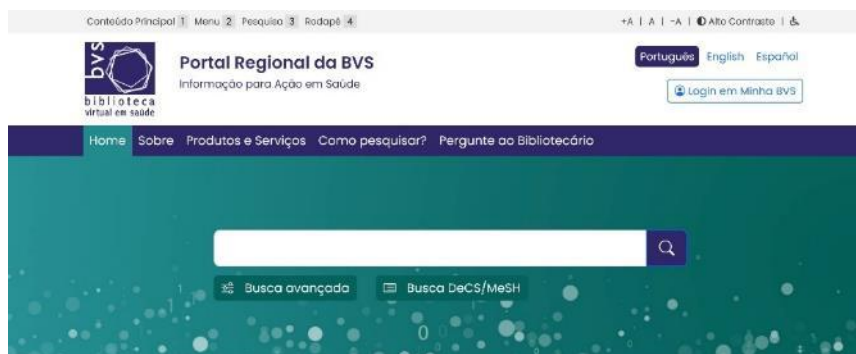 Conteúdo Principal 1 Menu 2 Pesquisa 3 Rodapé 4
+A | A | -A | Alto Contraste |
bvs
biblioteca
virtual em saúde
Portal Regional da BVS
Informação para Ação em Saúde
Português English Español
Login em Minha BVS
Home Sobre Produtos e Serviços Como pesquisar? Pergunte ao Bibliotecário
Busca avançada Busca DeCS/MeSH